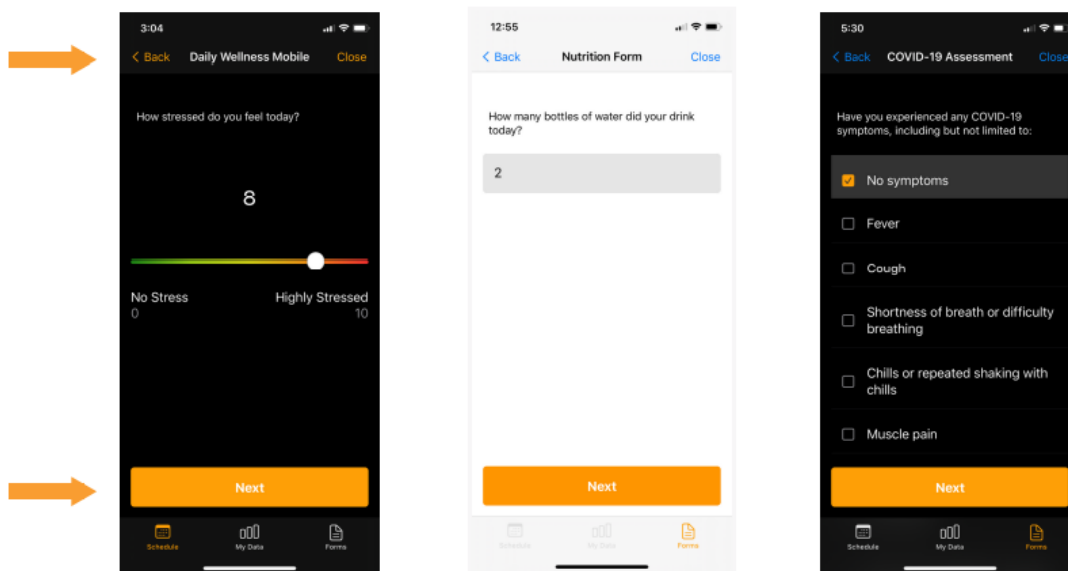 3:04
< Back Daily Wellness Mobile Close
How stressed do you feel today?
8
No Stress Highly Stressed
0 10
Next
Schedule My Data Forms
12:55
< Back Nutrition Form Close
How many bottles of water did your drink
today?
2
Next
Schedule My Data Forms
5:30
< Back COVID-19 Assessment Close
Have you experienced any COVID-19
symptoms, including but not limited to:
No symptoms
Fever
Cough
Shortness of breath or difficulty
breathing
Chills or repeated shaking with
chills
Muscle pain
Next
Schedule My Data Forms